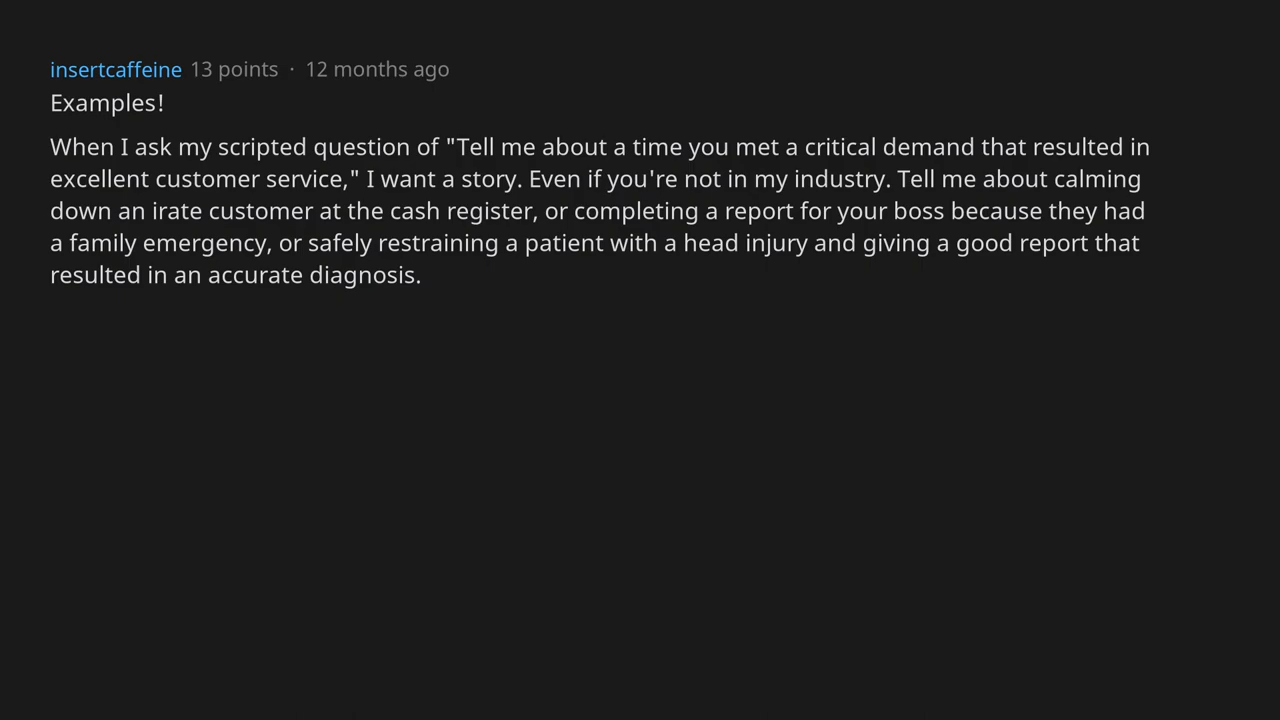 insertcaffeine 13 points · 12 months ago
Examples!
When I ask my scripted question of "Tell me about a time you met a critical demand that resulted in
excellent customer service," I want a story. Even if you're not in my industry. Tell me about calming
down an irate customer at the cash register, or completing a report for your boss because they had
a family emergency, or safely restraining a patient with a head injury and giving a good report that
resulted in an accurate diagnosis.